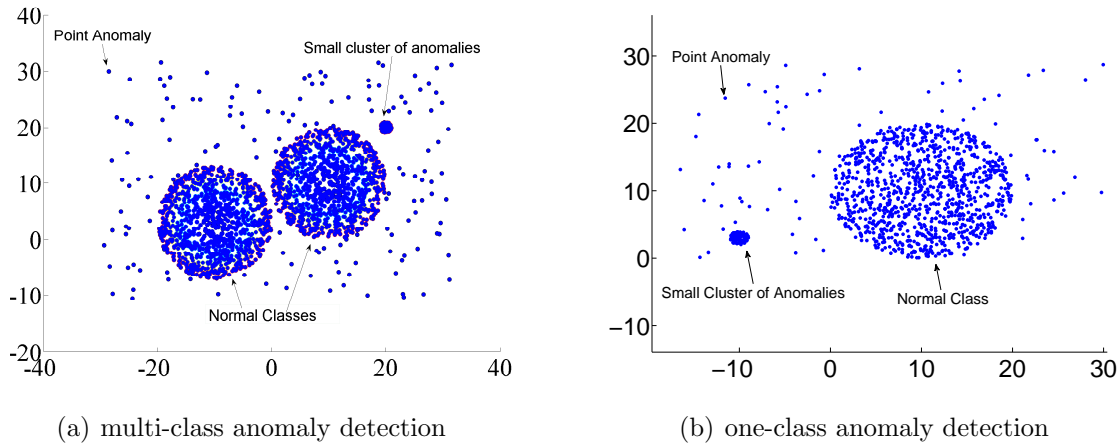 40
30
20
10
0
-10
-20
-40
-20
0
20
40
Point Anomaly
Small cluster of anomalies
Normal Classes
(a) multi-class anomaly detection
30
20
10
0
−10
−10
0
10
20
30
Point Anomaly
Small Cluster of Anomalies
Normal Class
(b) one-class anomaly detection